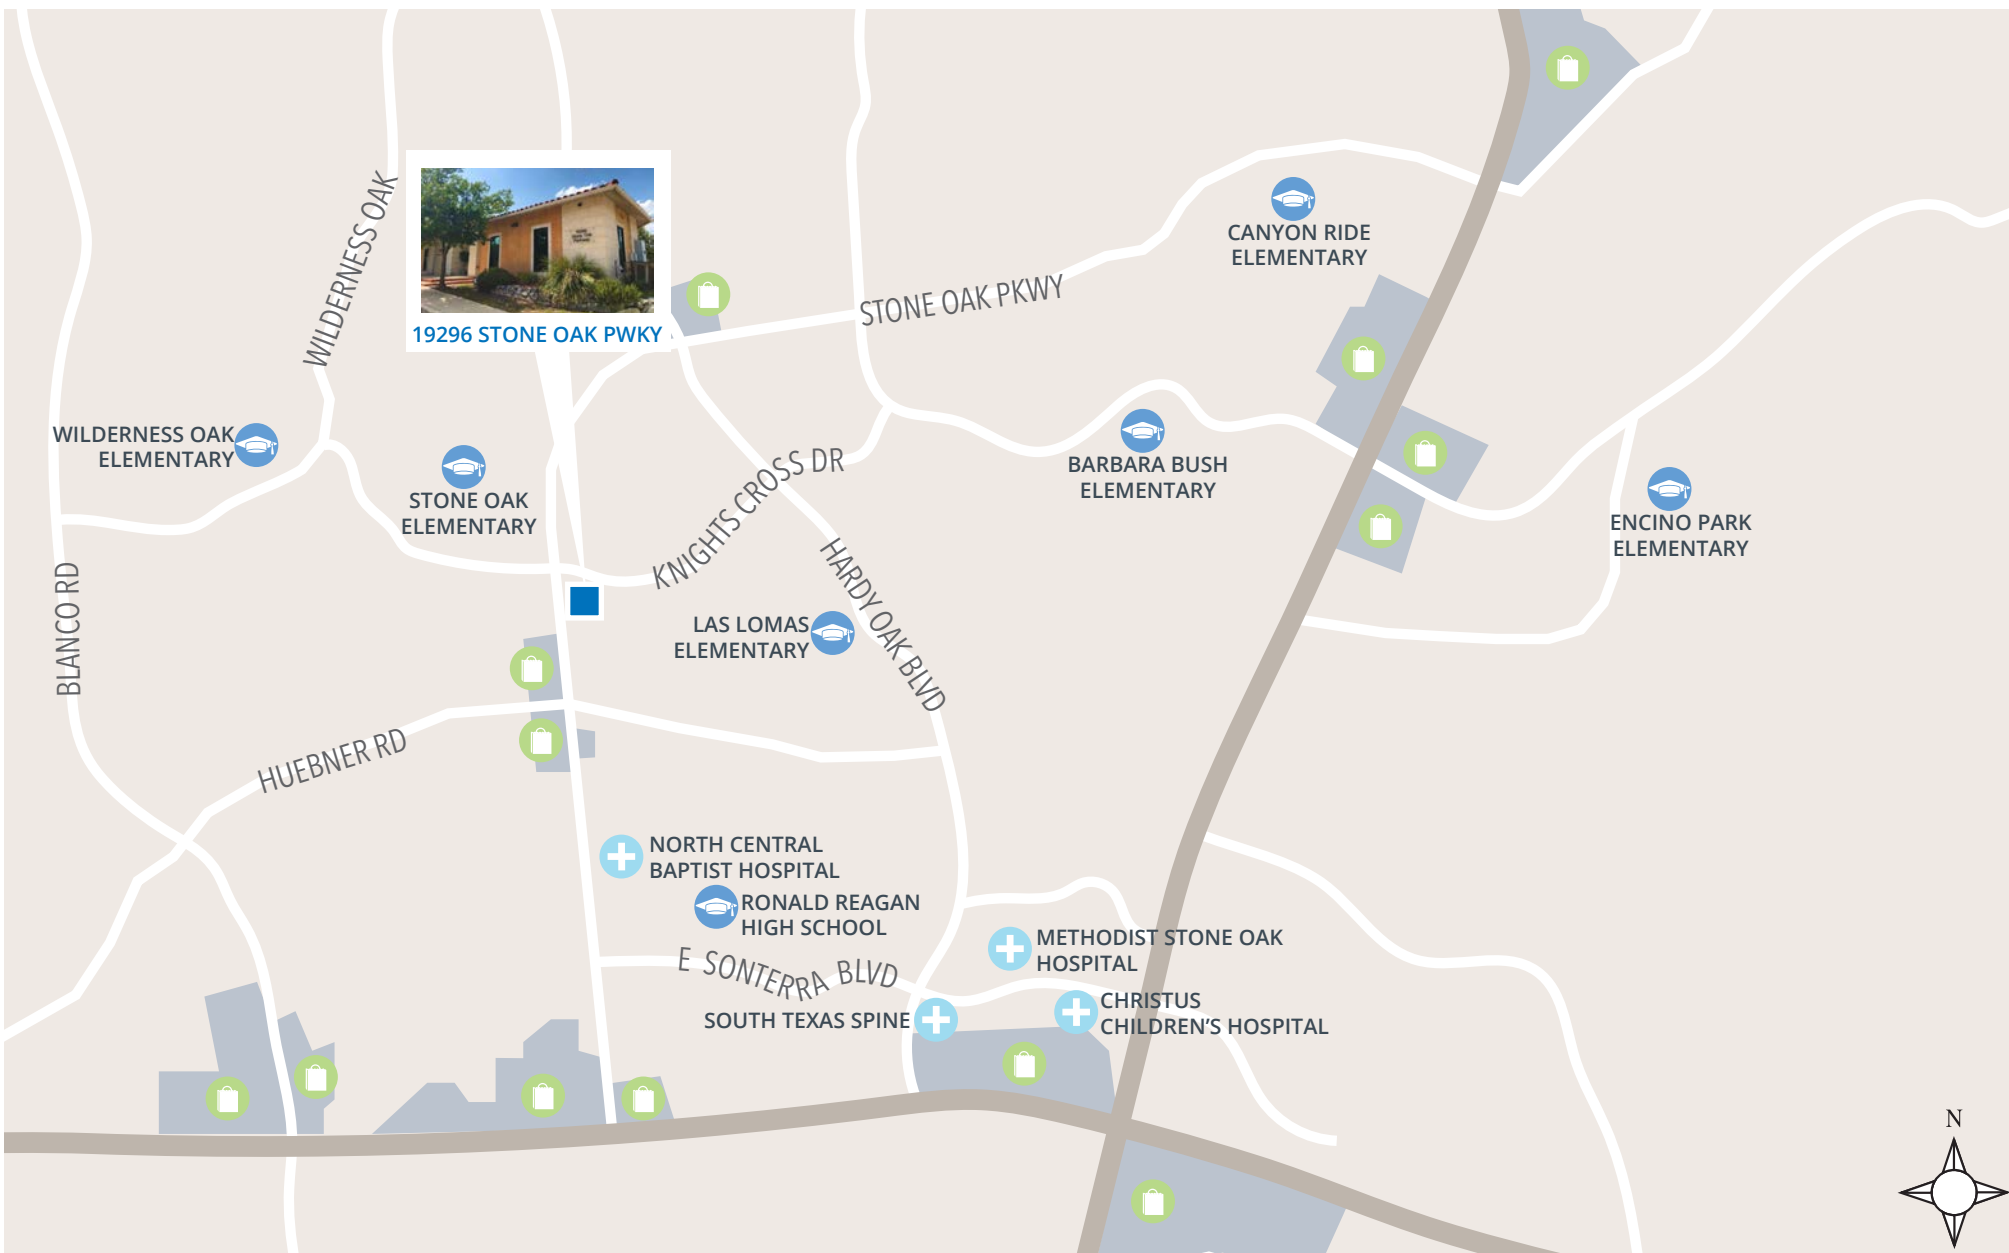 WILDERNESS OAK
CANYON RIDE
ELEMENTARY
STONE OAK PKWY
19296 STONE OAK PWKY
WILDERNESS OAK
ELEMENTARY
STONE OAK
ELEMENTARY
KNIGHTS CROSS DR
BARBARA BUSH
ELEMENTARY
ENCINO PARK
ELEMENTARY
BLANCO RD
HARDY OAK BLVD
LAS LOMAS
ELEMENTARY
HUEBNER RD
NORTH CENTRAL
BAPTIST HOSPITAL
RONALD REAGAN
HIGH SCHOOL
E SONTERRA BLVD
METHODIST STONE OAK
HOSPITAL
SOUTH TEXAS SPINE
CHRISTUS
CHILDREN'S HOSPITAL
N